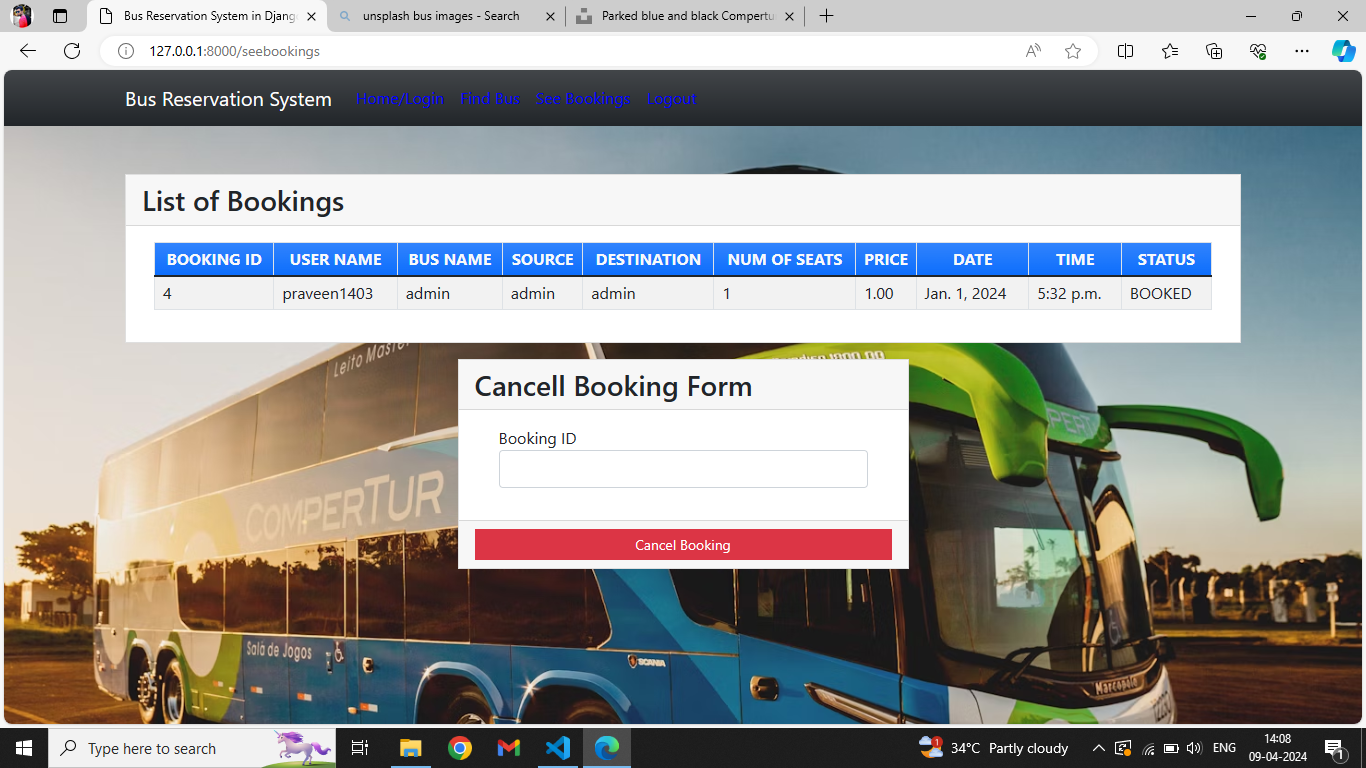 Bus Reservation System in Djang
unsplash bus images - Search
Parked blue and black Compertu
127.0.0.1:8000/seebookings
Bus Reservation System Home/Login Find Bus See Bookings Logout
List of Bookings
BOOKING ID USER NAME BUS NAME SOURCE DESTINATION NUM OF SEATS PRICE DATE TIME STATUS
4 praveen1403 admin admin admin 1 1.00 Jan. 1, 2024 5:32 p.m. BOOKED
Leito Master
Cancell Booking Form
Booking ID
Cancel Booking
COMPERTUR
COMPERTUR
Salã de Jogos
SCANIA
Marcopolo
Type here to search
34°C Partly cloudy
ENG
14:08
09-04-2024
1
1